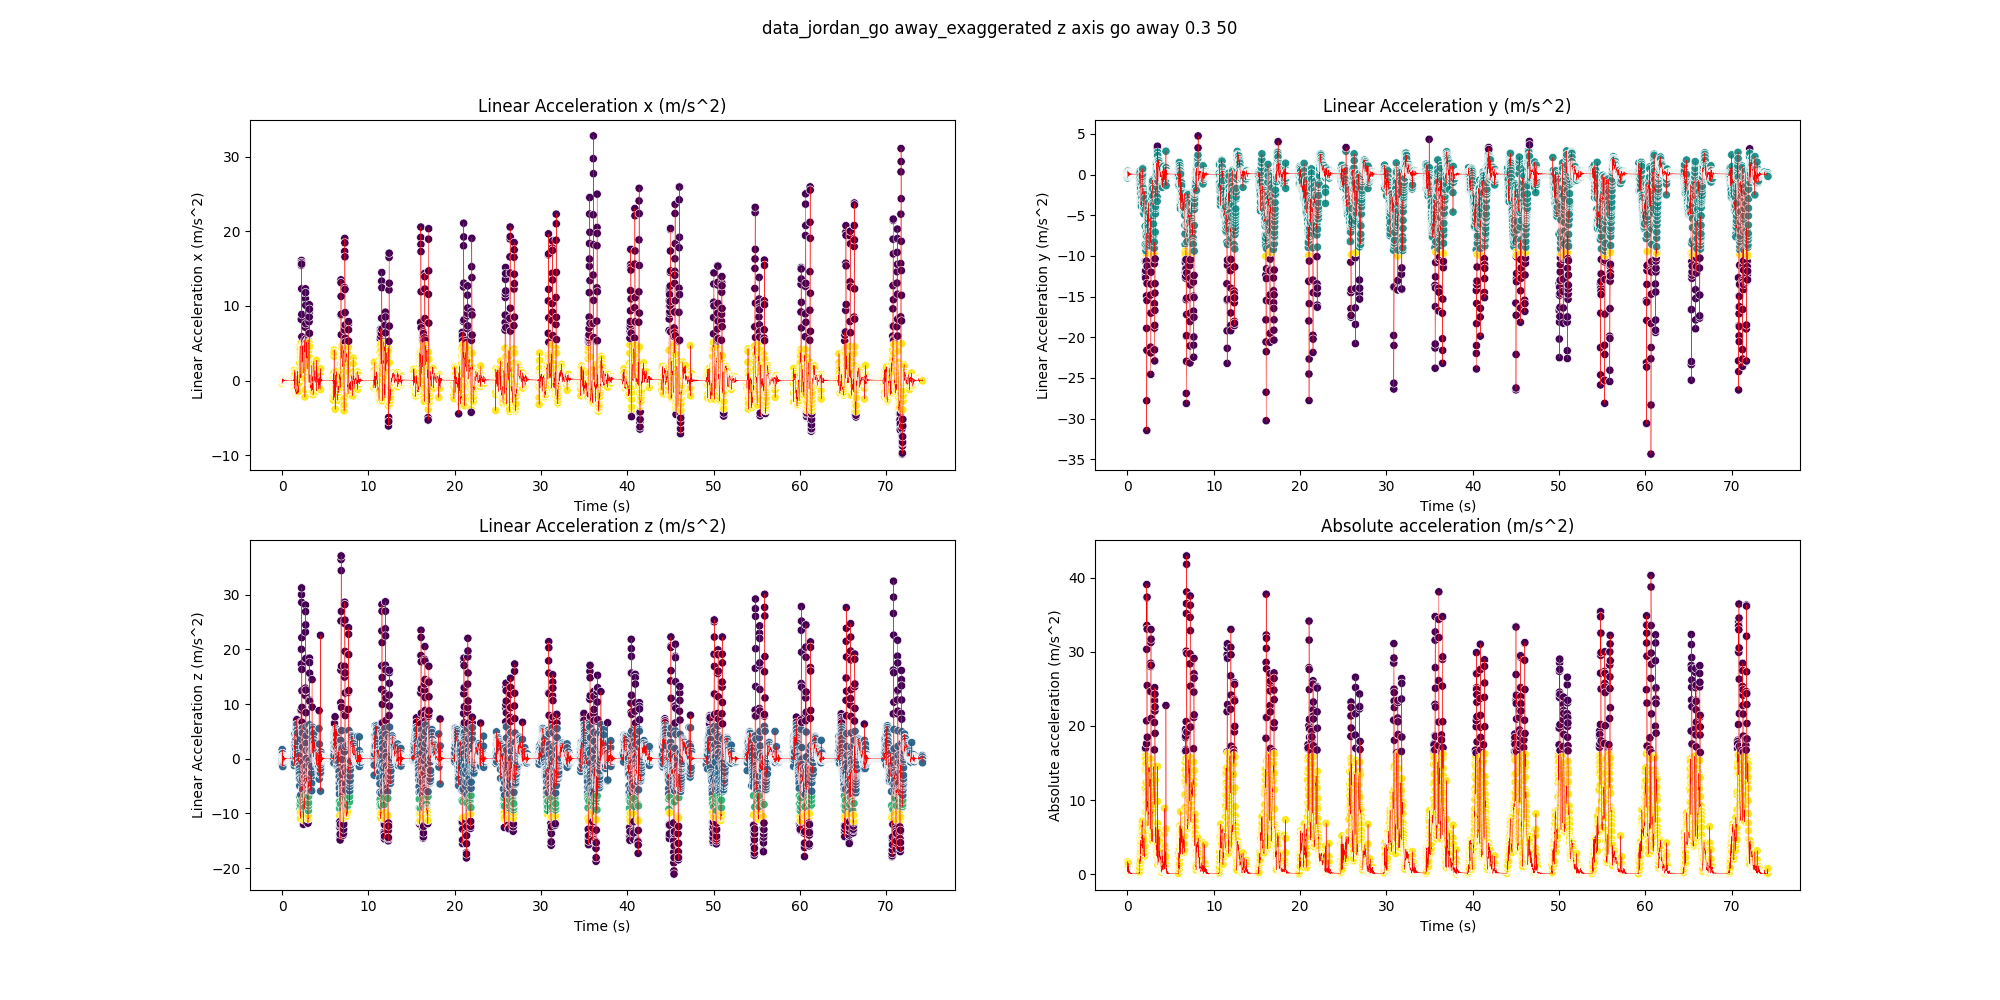 data_jordan_go away_exaggerated z axis go away 0.3 50
Linear Acceleration x (m/s^2)
Linear Acceleration x (m/s^2)
30
20
10
0
−10
0 10 20 30 40 50 60 70
Time (s)
Linear Acceleration y (m/s^2)
Linear Acceleration y (m/s^2)
5
0
−5
−10
−15
−20
−25
−30
−35
0 10 20 30 40 50 60 70
Time (s)
Linear Acceleration z (m/s^2)
Linear Acceleration z (m/s^2)
30
20
10
0
−10
−20
0 10 20 30 40 50 60 70
Time (s)
Absolute acceleration (m/s^2)
Absolute acceleration (m/s^2)
40
30
20
10
0
0 10 20 30 40 50 60 70
Time (s)